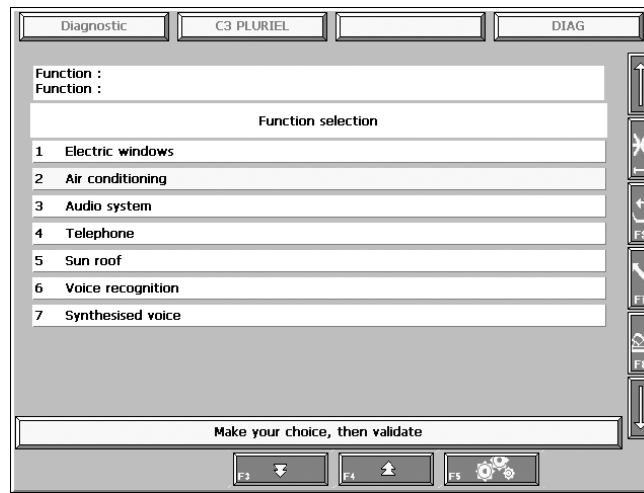 Diagnostic C3 PLURIEL DIAG
Function :
Function :
Function selection
1 Electric windows
2 Air conditioning
3 Audio system
4 Telephone
5 Sun roof
6 Voice recognition
7 Synthesised voice
Make your choice, then validate
F3 F4 F5